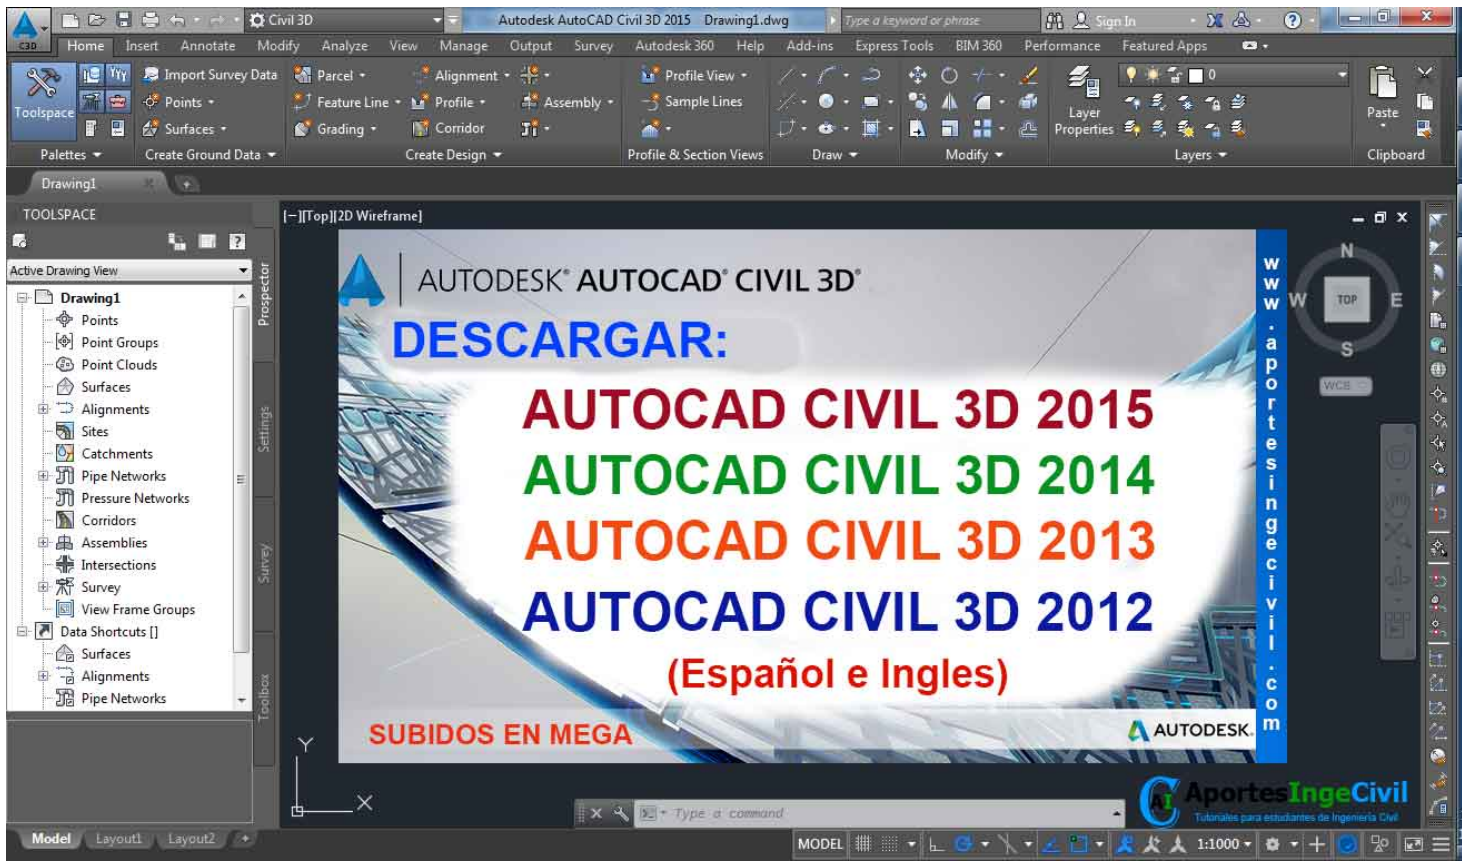 C3D
Civil 3D
Autodesk AutoCAD Civil 3D 2015 Drawing1.dwg
Type a keyword or phrase
Sign In
Home Insert Annotate Modify Analyze View Manage Output Survey Autodesk 360 Help Add-ins Express Tools BIM 360 Performance Featured Apps
Toolspace
Import Survey Data
Points
Surfaces
Parcel
Feature Line
Grading
Alignment
Profile
Corridor
Assembly
Profile View
Sample Lines
Layer
Properties
0
Paste
Palettes
Create Ground Data
Create Design
Profile & Section Views
Draw
Modify
Layers
Clipboard
Drawing1
TOOLSPACE
Active Drawing View
Drawing1
Points
Point Groups
Point Clouds
Surfaces
Alignments
Sites
Catchments
Pipe Networks
Pressure Networks
Corridors
Assemblies
Intersections
Survey
View Frame Groups
Data Shortcuts []
Surfaces
Alignments
Pipe Networks
Prospector
Settings
Survey
Toolbox
[−][Top][2D Wireframe]
AUTODESK® AUTOCAD® CIVIL 3D®
DESCARGAR:
AUTOCAD CIVIL 3D 2015
AUTOCAD CIVIL 3D 2014
AUTOCAD CIVIL 3D 2013
AUTOCAD CIVIL 3D 2012
(Español e Ingles)
SUBIDOS EN MEGA
AUTODESK.
www.aportesingecivil.com
N
W
TOP
E
S
WCS
Y
X
Type a command
AI
AportesIngeCivil
Tutoriales para estudiantes de Ingenieria Civil
Model Layout1 Layout2 +
MODEL
1:1000